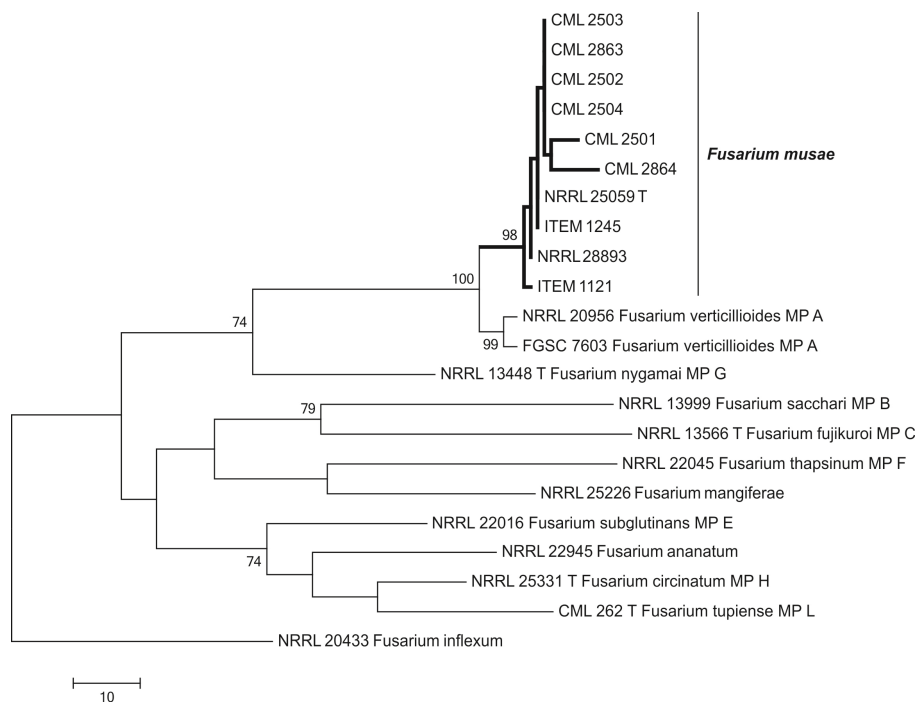 CML 2503
CML 2863
CML 2502
CML 2504
CML 2501
Fusarium musae
CML 2864
NRRL 25059 T
ITEM 1245
98
NRRL 28893
100
ITEM 1121
NRRL 20956 Fusarium verticillioides MP A
74
99
FGSC 7603 Fusarium verticillioides MP A
NRRL 13448 T Fusarium nygamai MP G
79
NRRL 13999 Fusarium sacchari MP B
NRRL 13566 T Fusarium fujikuroi MP C
NRRL 22045 Fusarium thapsinum MP F
NRRL 25226 Fusarium mangiferae
NRRL 22016 Fusarium subglutinans MP E
74
NRRL 22945 Fusarium ananatum
NRRL 25331 T Fusarium circinatum MP H
CML 262 T Fusarium tupiense MP L
NRRL 20433 Fusarium inflexum
10